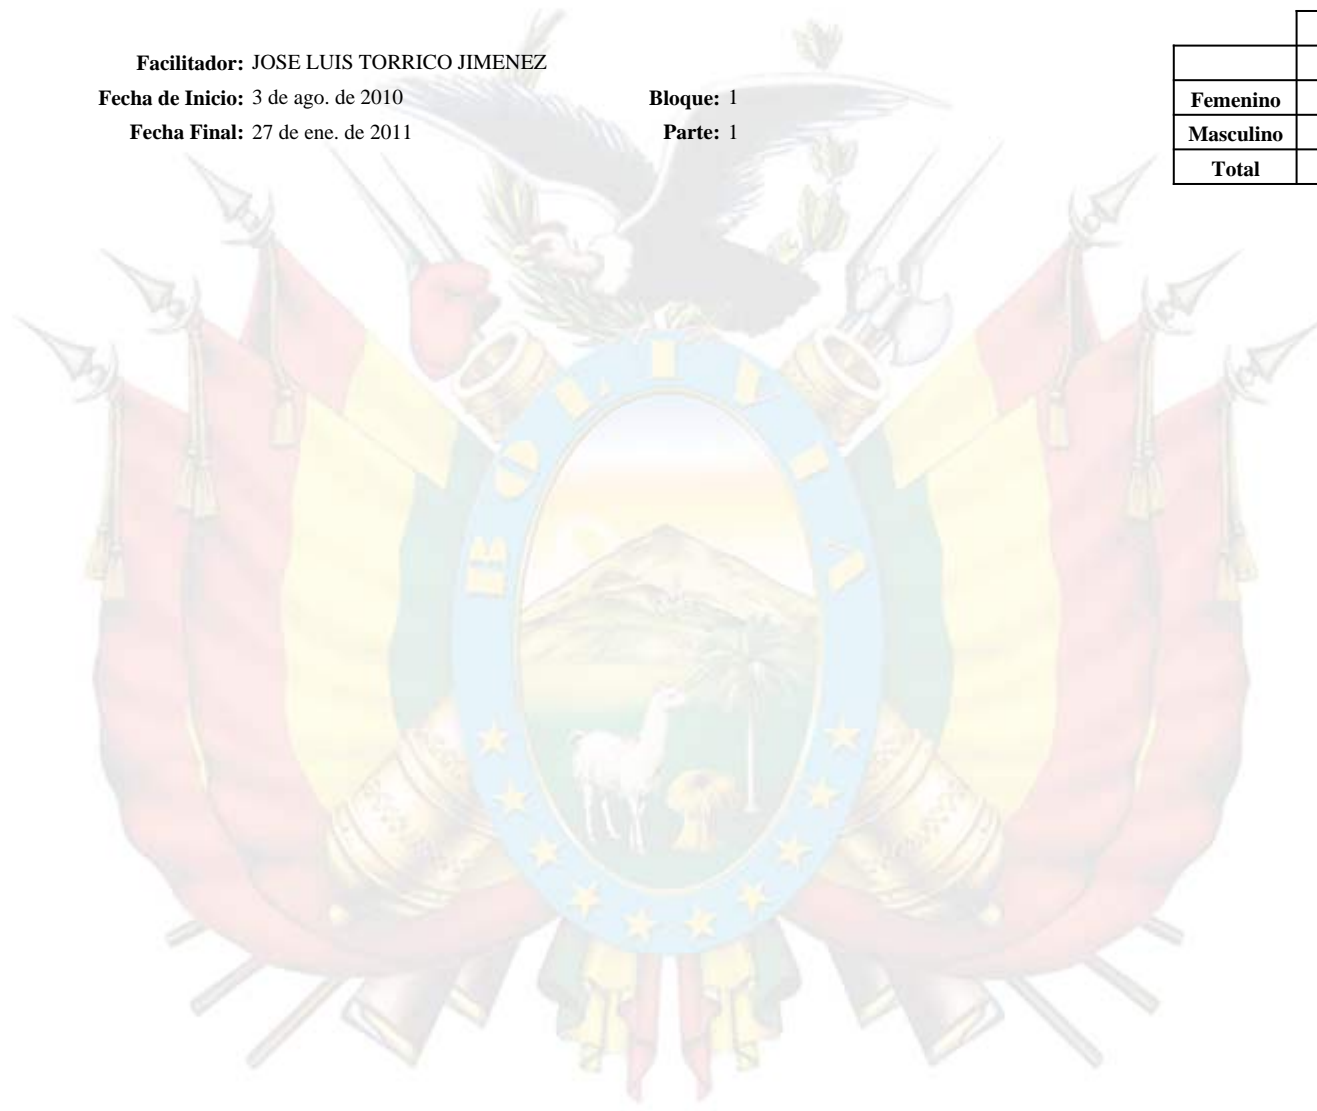 Facilitador: JOSE LUIS TORRICO JIMENEZ
Fecha de Inicio: 3 de ago. de 2010 Bloque: 1
Fecha Final: 27 de ene. de 2011 Parte: 1
Femenino
Masculino
Total
BOLIVIA